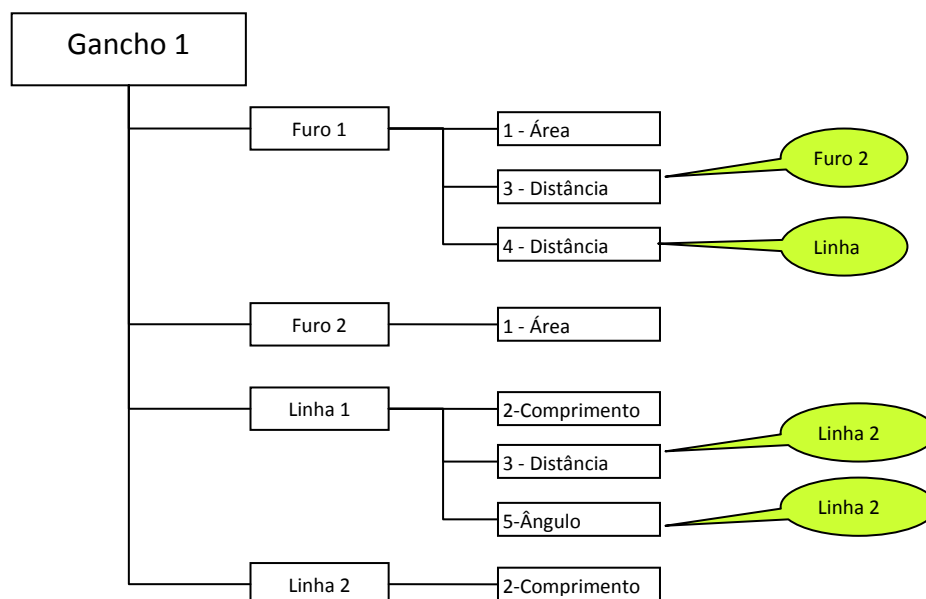 Gancho 1
Furo 1
1 - Área
3 - Distância
Furo 2
4 - Distância
Linha
Furo 2
1 - Área
Linha 1
2-Comprimento
3 - Distância
Linha 2
5-Ângulo
Linha 2
Linha 2
2-Comprimento